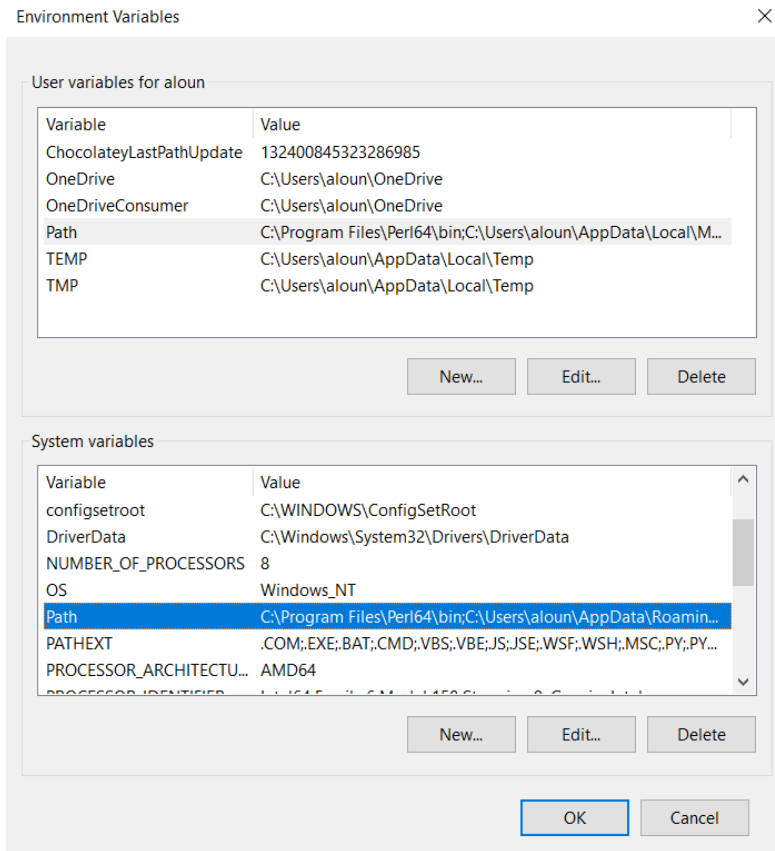 Environment Variables
User variables for aloun
Variable Value
ChocolateyLastPathUpdate 132400845323286985
OneDrive C:\Users\aloun\OneDrive
OneDriveConsumer C:\Users\aloun\OneDrive
Path C:\Program Files\Perl64\bin;C:\Users\aloun\AppData\Local\M...
TEMP C:\Users\aloun\AppData\Local\Temp
TMP C:\Users\aloun\AppData\Local\Temp
New... Edit... Delete
System variables
Variable Value
configsetroot C:\WINDOWS\ConfigSetRoot
DriverData C:\Windows\System32\Drivers\DriverData
NUMBER_OF_PROCESSORS 8
OS Windows_NT
Path C:\Program Files\Perl64\bin;C:\Users\aloun\AppData\Roamin...
PATHEXT .COM;.EXE;.BAT;.CMD;.VBS;.VBE;.JS;.JSE;.WSF;.WSH;.MSC;.PY;.PY...
PROCESSOR_ARCHITECTU... AMD64
New... Edit... Delete
OK Cancel